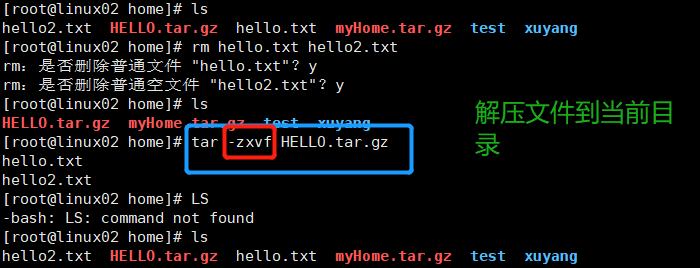 [root@linux02 home]# ls
hello2.txt  HELLO.tar.gz  hello.txt  myHome.tar.gz  test  xuyang
[root@linux02 home]# rm hello.txt hello2.txt
rm：是否删除普通文件 "hello.txt"？y
rm：是否删除普通空文件 "hello2.txt"？y
[root@linux02 home]# ls
HELLO.tar.gz  myHome.tar.gz  test  xuyang
[root@linux02 home]# tar -zxvf HELLO.tar.gz
hello.txt
hello2.txt
[root@linux02 home]# LS
-bash: LS: command not found
[root@linux02 home]# ls
hello2.txt  HELLO.tar.gz  hello.txt  myHome.tar.gz  test  xuyang
解压文件到当前目
录